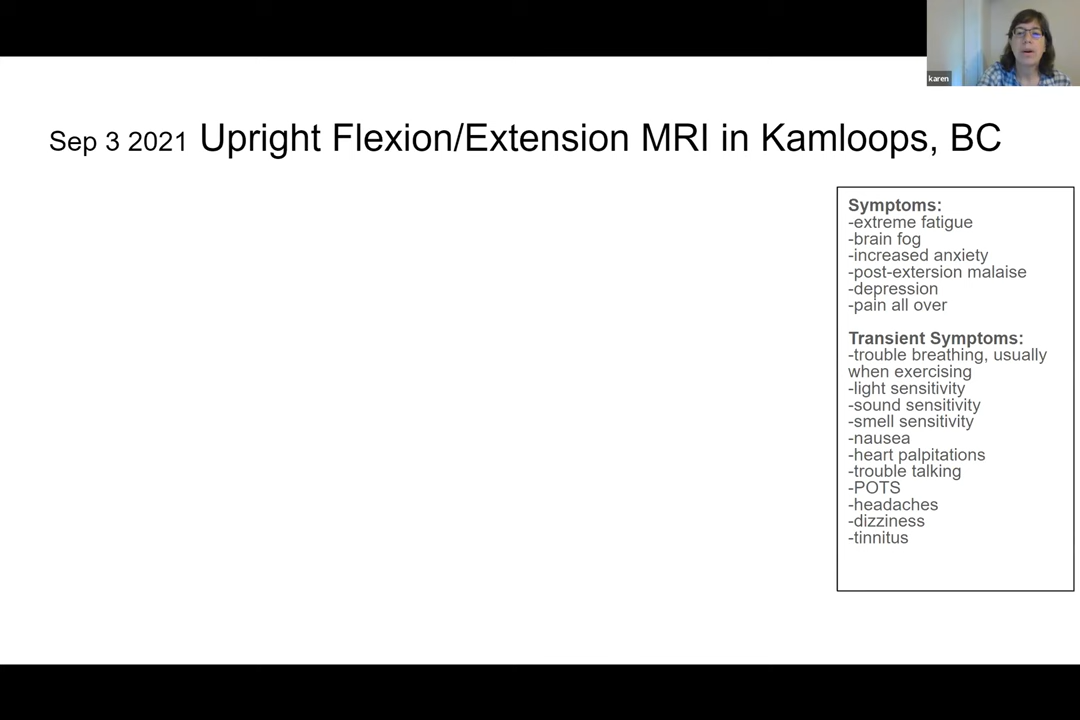 karen
Sep 3 2021 Upright Flexion/Extension MRI in Kamloops, BC
Symptoms:
-extreme fatigue
-brain fog
-increased anxiety
-post-extersion malaise
-depression
-pain all over
Transient Symptoms:
-trouble breathing, usually
when exercising
-light sensitivity
-sound sensitivity
-smell sensitivity
-nausea
-heart palpitations
-trouble talking
-POTS
-headaches
-dizziness
-tinnitus